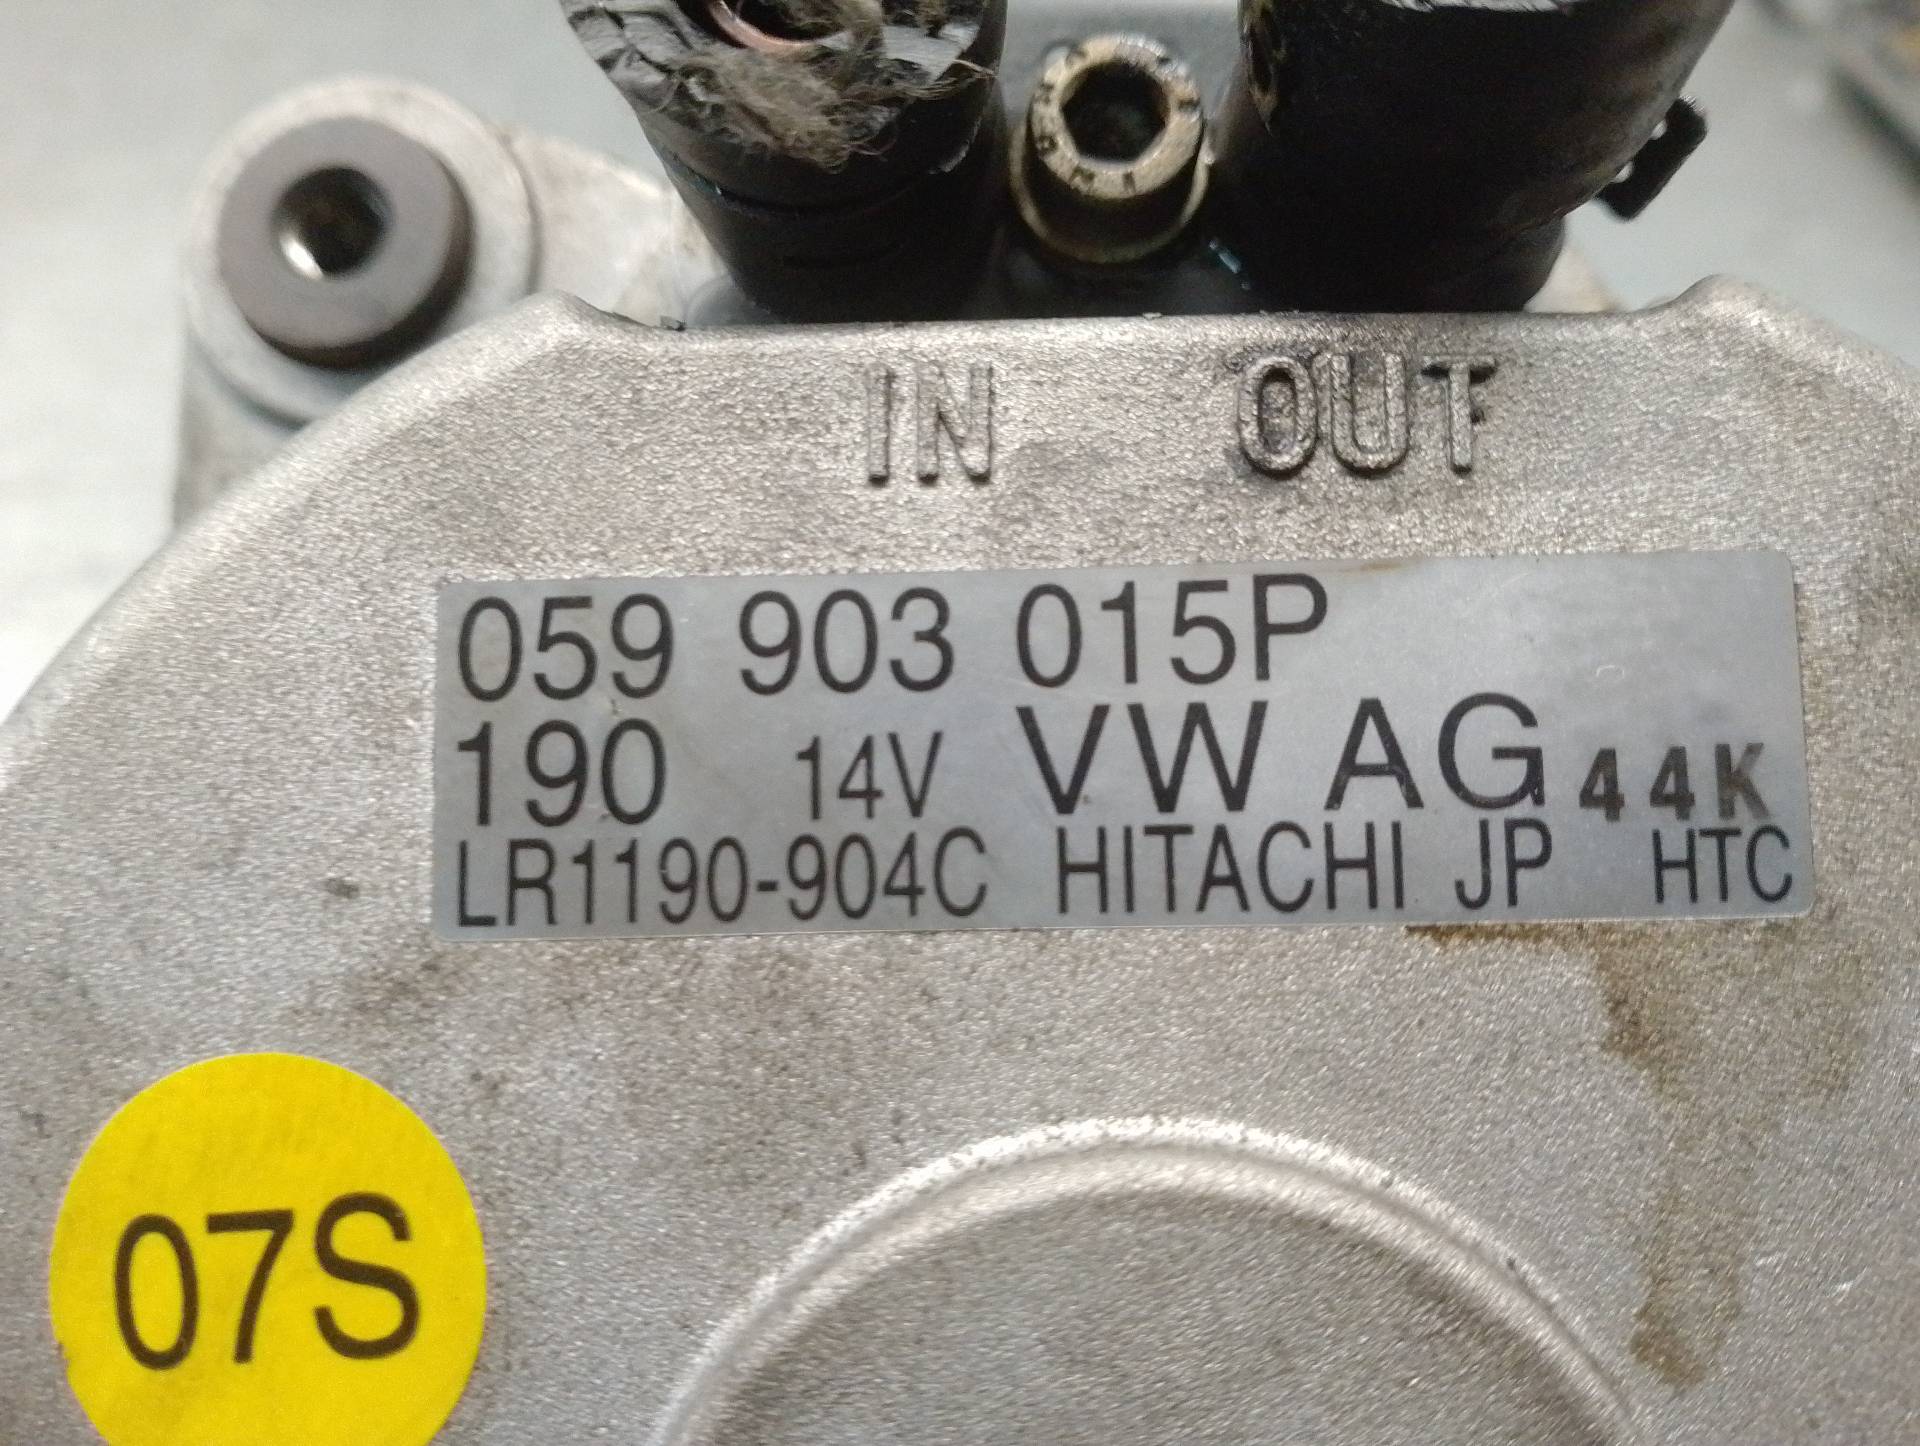 IN OUT
059 903 015P
190 14V VW AG 44K
LR1190-904C HITACHI JP HTC
07S